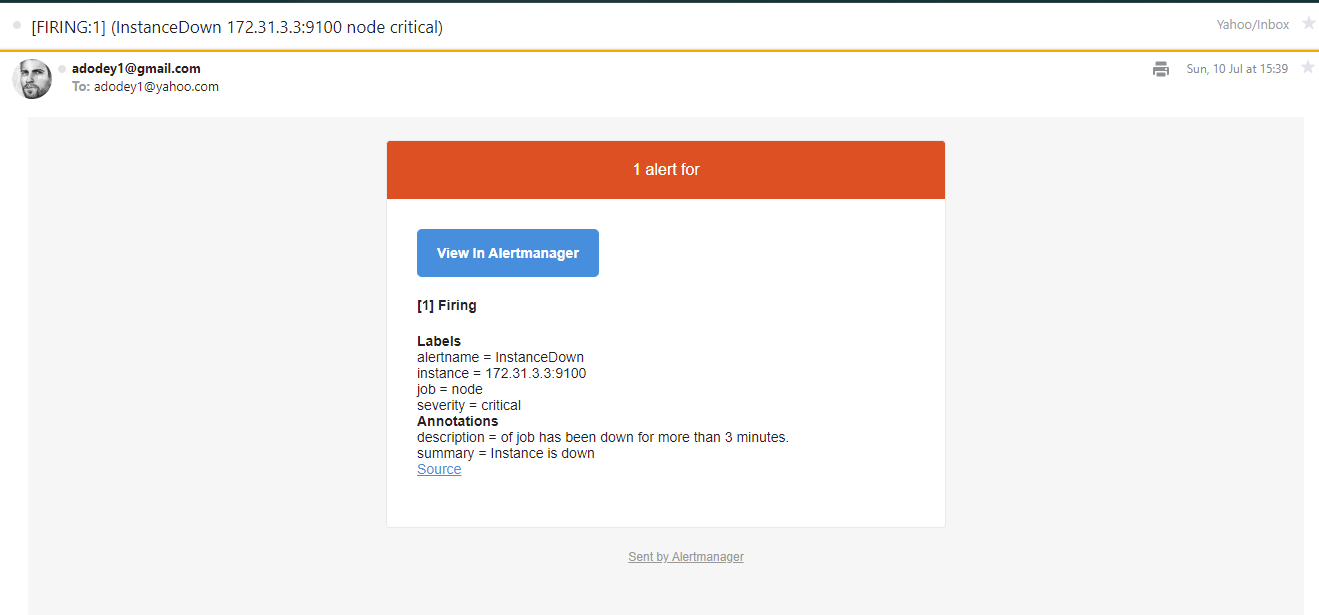 [FIRING:1] (InstanceDown 172.31.3.3:9100 node critical)
Yahoo/Inbox
adodey1@gmail.com
To: adodey1@yahoo.com
Sun, 10 Jul at 15:39
1 alert for
View In Alertmanager
[1] Firing
Labels
alertname = InstanceDown
instance = 172.31.3.3:9100
job = node
severity = critical
Annotations
description = of job has been down for more than 3 minutes.
summary = Instance is down
Source
Sent by Alertmanager